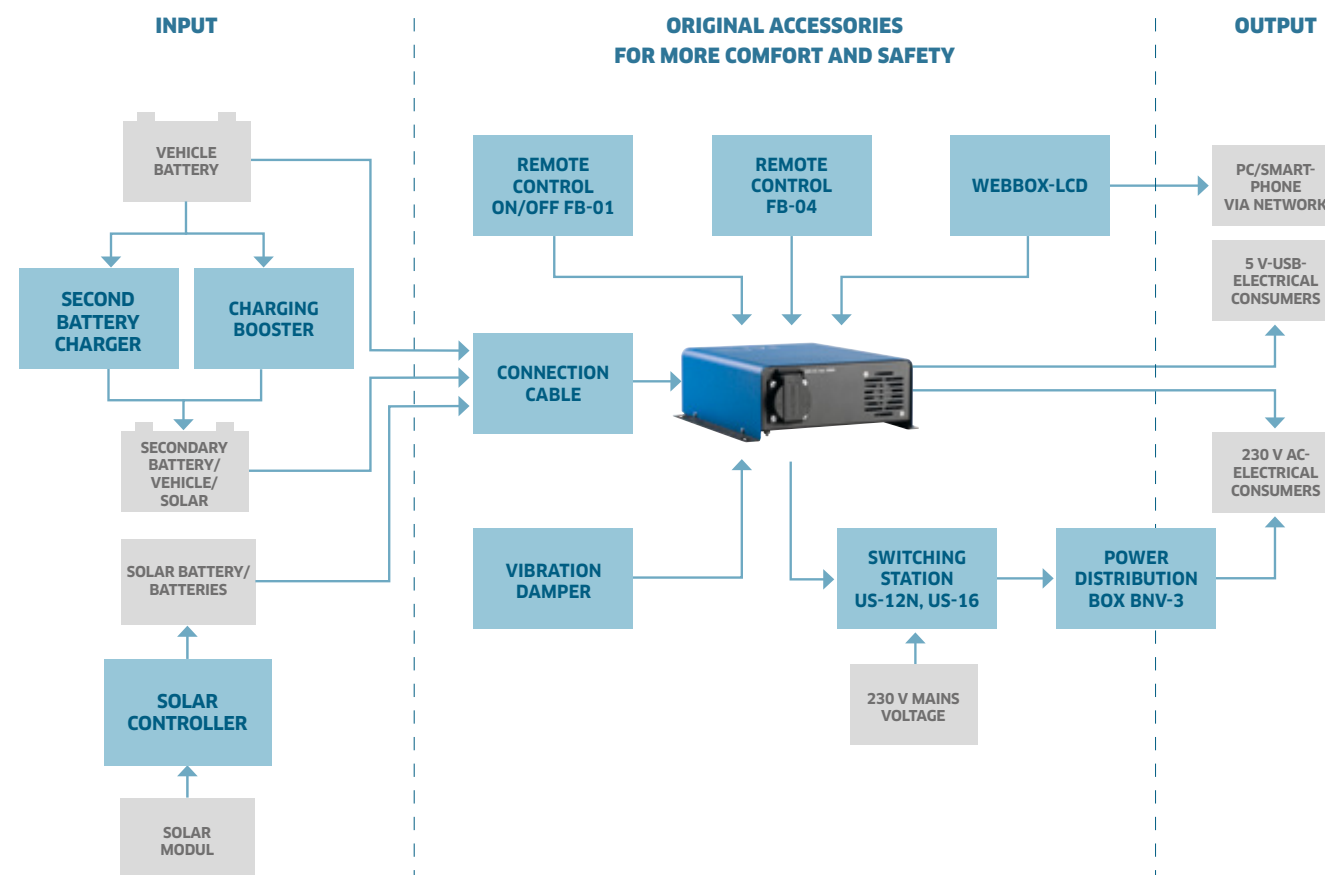 INPUT
ORIGINAL ACCESSORIES
FOR MORE COMFORT AND SAFETY
OUTPUT
VEHICLE
BATTERY
SECOND
BATTERY
CHARGER
CHARGING
BOOSTER
SECONDARY
BATTERY/
VEHICLE/
SOLAR
SOLAR BATTERY/
BATTERIES
SOLAR
CONTROLLER
SOLAR
MODUL
REMOTE
CONTROL
ON/OFF FB-01
REMOTE
CONTROL
FB-04
WEBBOX-LCD
CONNECTION
CABLE
VIBRATION
DAMPER
SWITCHING
STATION
US-12N, US-16
POWER
DISTRIBUTION
BOX BNV-3
230 V MAINS
VOLTAGE
PC/SMART-
PHONE
VIA NETWORK
5 V-USB-
ELECTRICAL
CONSUMERS
230 V AC-
ELECTRICAL
CONSUMERS